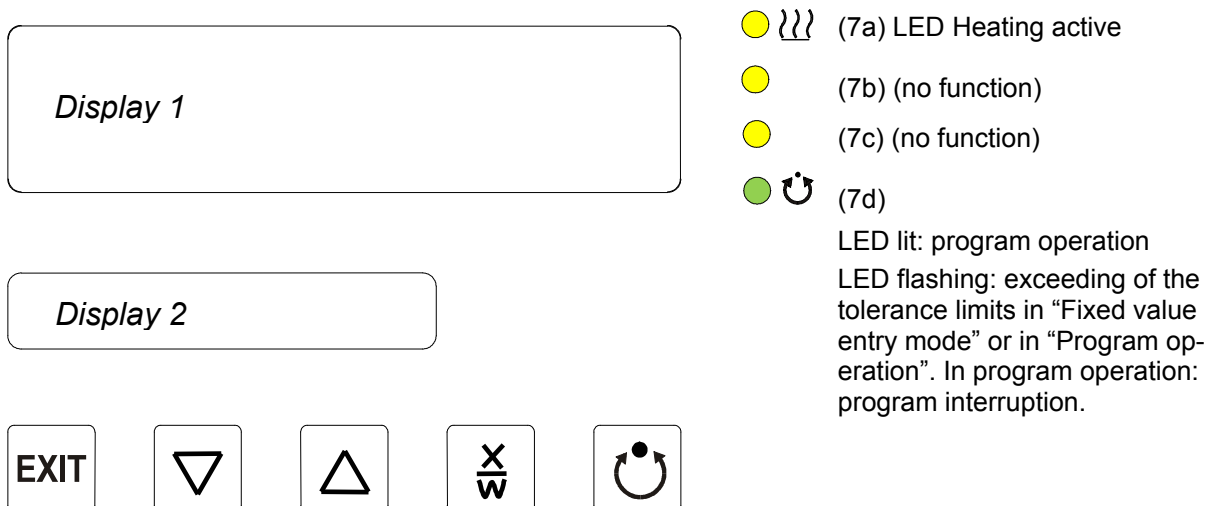 Display 1
Display 2
EXIT
X
W
(7a) LED Heating active
(7b) (no function)
(7c) (no function)
(7d)
LED lit: program operation
LED flashing: exceeding of the
tolerance limits in “Fixed value
entry mode” or in “Program op-
eration”. In program operation:
program interruption.